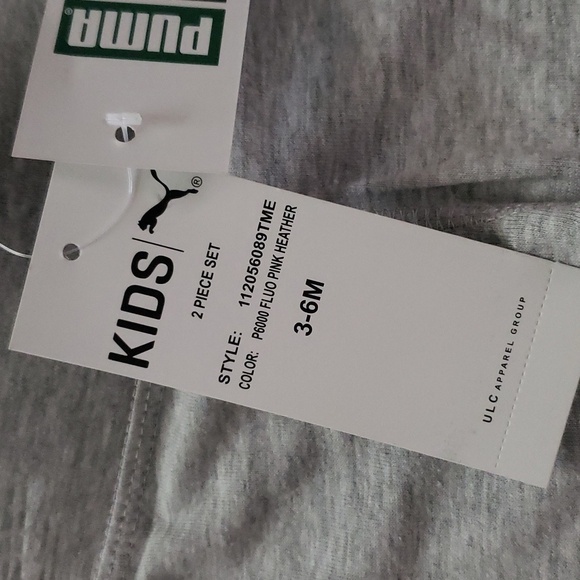 PUMA®
KIDS ®
2 PIECE SET
STYLE: 112056089TME
COLOR: P6000 FLUO PINK HEATHER
3-6M
ULC APPAREL GROUP